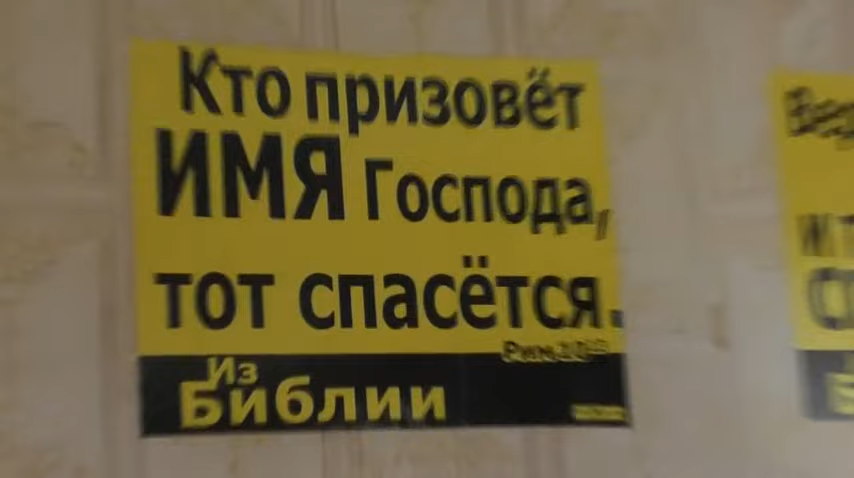 Кто призовёт
ИМЯ Господа,
тот спасётся.
Из
Библии